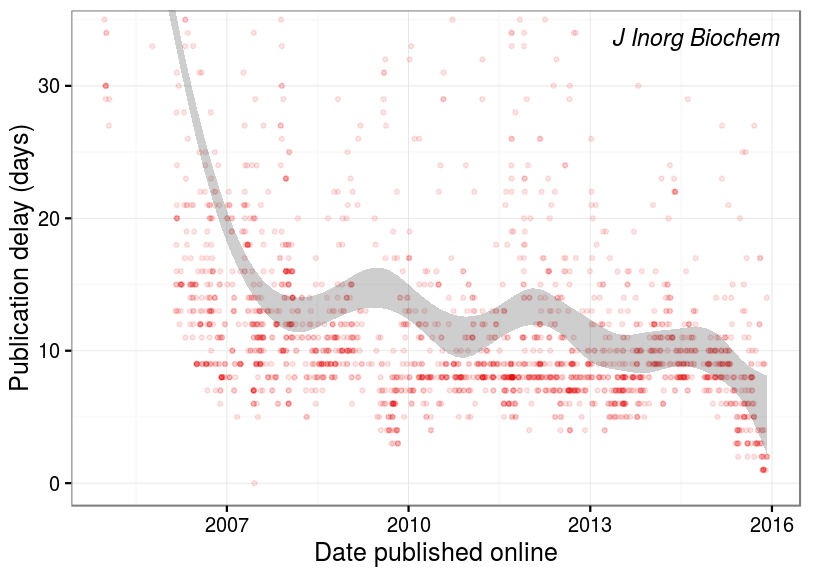 J Inorg Biochem
Publication delay (days)
30
20
10
0
2007 2010 2013 2016
Date published online